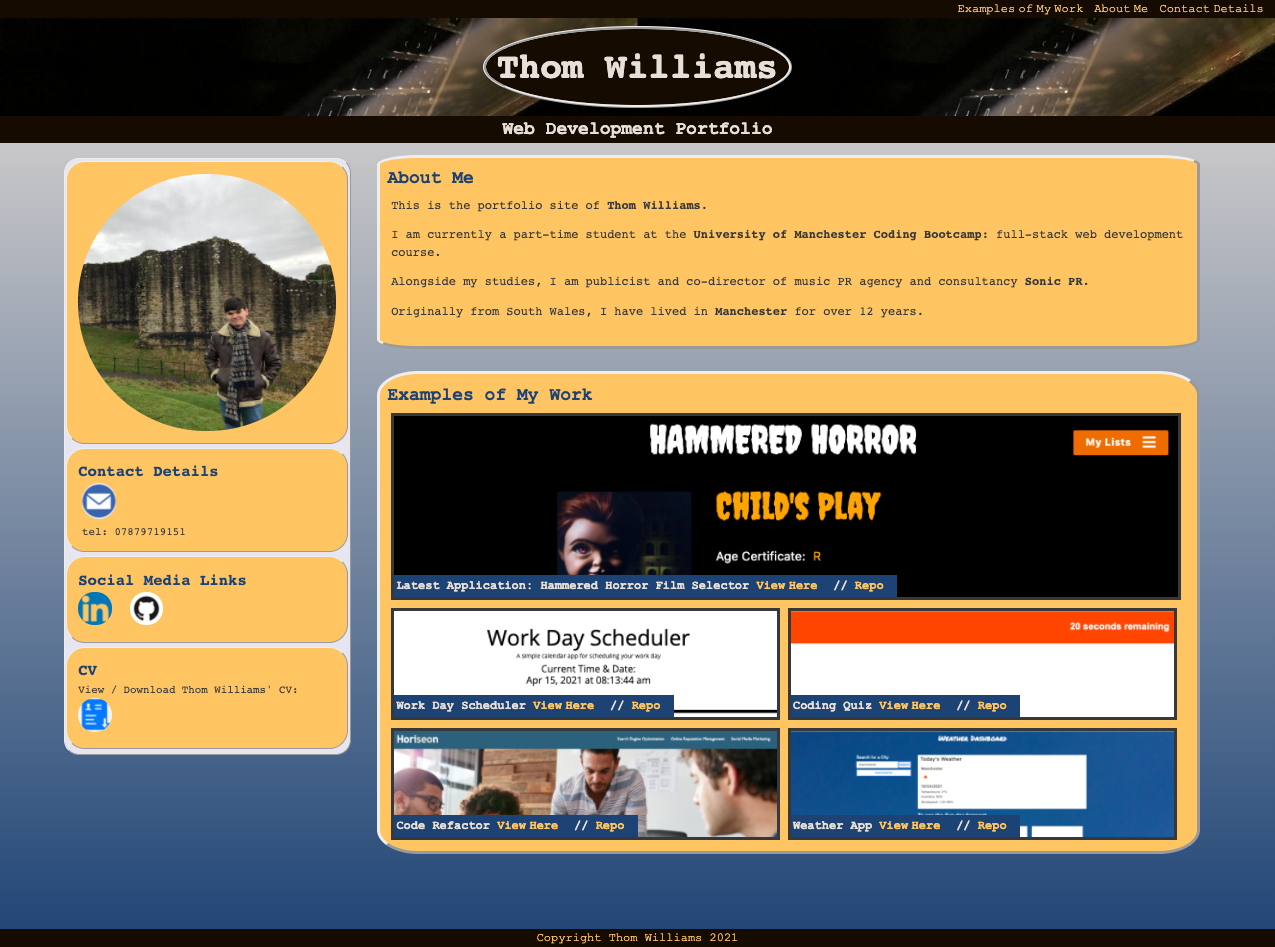 Examples of My Work About Me Contact Details
Thom Williams
Web Development Portfolio
Contact Details
tel: 07879719151
Social Media Links
in
CV
View / Download Thom Williams' CV:
About Me
This is the portfolio site of Thom Williams.
I am currently a part-time student at the University of Manchester Coding Bootcamp: full-stack web development
course.
Alongside my studies, I am publicist and co-director of music PR agency and consultancy Sonic PR.
Originally from South Wales, I have lived in Manchester for over 12 years.
Examples of My Work
HAMMERED HORROR
My Lists
CHILD'S PLAY
Age Certificate: R
Latest Application: Hammered Horror Film Selector View Here // Repo
Work Day Scheduler
A simple calendar app for scheduling your work day
Current Time & Date:
Apr 15, 2021 at 08:13:44 am
Work Day Scheduler View Here // Repo
20 seconds remaining
Coding Quiz View Here // Repo
Horiseon
Search Engine Optimization Online Reputation Management Social Media Marketing
Code Refactor View Here // Repo
Weather Dashboard
Search for a City
Today's Weather
Manchester
Weather App View Here // Repo
Copyright Thom Williams 2021